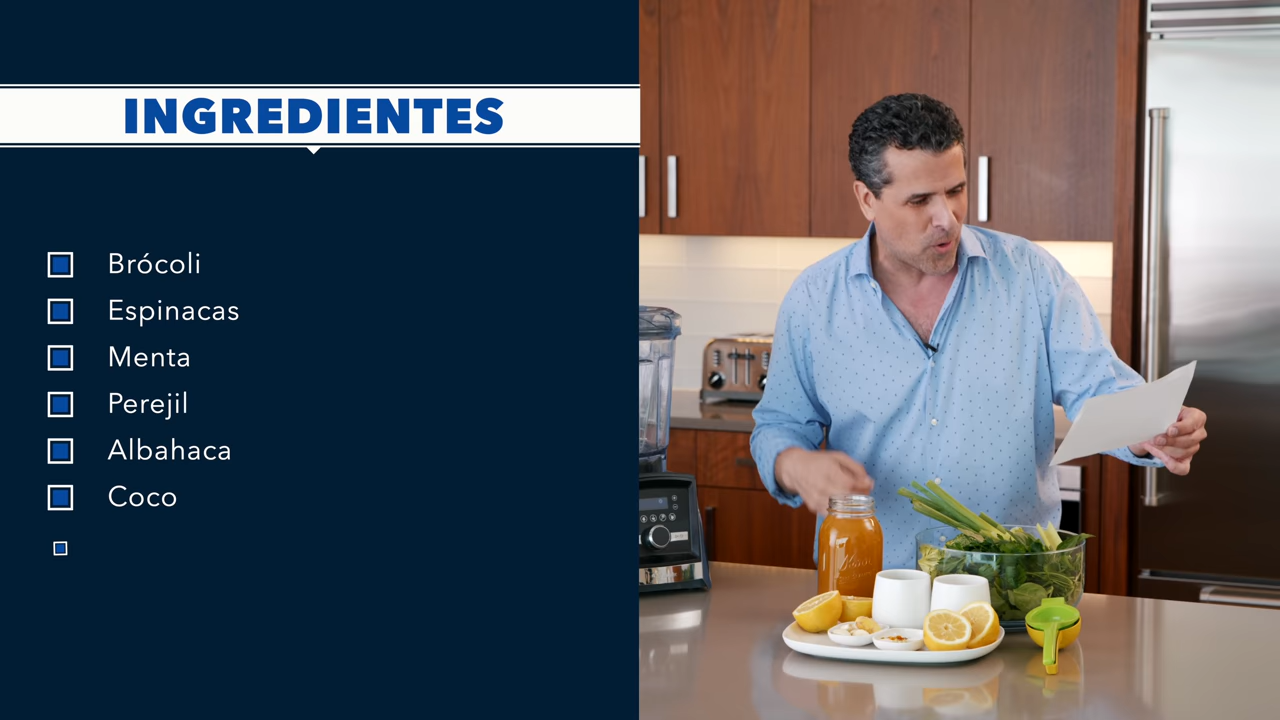 INGREDIENTES
Brócoli
Espinacas
Menta
Perejil
Albahaca
Coco